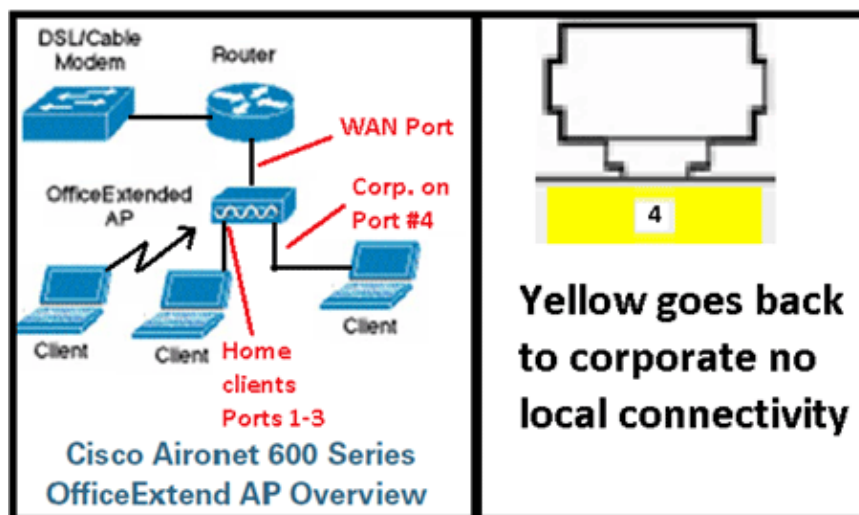 DSL/Cable
Modem
Router
WAN Port
OfficeExtended
AP
Corp. on
Port #4
Client
Client
Client
Home
clients
Ports 1-3
Cisco Aironet 600 Series
OfficeExtend AP Overview
4
Yellow goes back
to corporate no
local connectivity